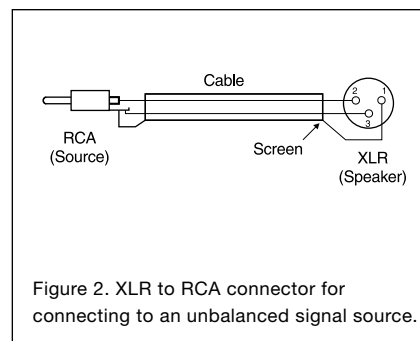 Cable
2
1
3
RCA
(Source)
Screen
XLR
(Speaker)
Figure 2. XLR to RCA connector for
connecting to an unbalanced signal source.